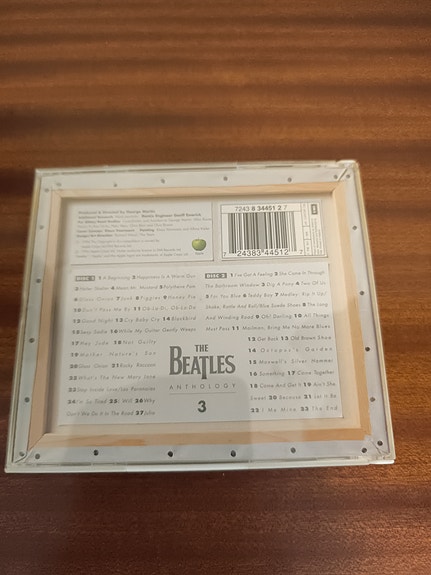 Produced & Directed by George Martin
7243 8 34451 2 7
7 24383 44512 7
DISC 1 1 A Beginning 2 Happiness Is A Warm Gun
3 Helter Skelter 4 Mean Mr. Mustard 5 Polythene Pam
6 Glass Onion 7 Junk 8 Piggies 9 Honey Pie
10 Don't Pass Me By 11 Ob-La-Di, Ob-La-Da
12 Good Night 13 Cry Baby Cry 14 Blackbird
15 Sexy Sadie 16 While My Guitar Gently Weeps
17 Hey Jude 18 Not Guilty
19 Mother Nature's Son
20 Glass Onion 21 Rocky Raccoon
22 What's The New Mary Jane
23 Step Inside Love/Los Paranoias
24 I'm So Tired 25 I Will 26 Why
Don't We Do It In The Road 27 Julia
THE
BEATLES
ANTHOLOGY
3
DISC 2 1 I've Got A Feeling 2 She Came In Through
The Bathroom Window 3 Dig A Pony 4 Two Of Us
5 For You Blue 6 Teddy Boy 7 Medley: Rip It Up/
Shake, Rattle And Roll/Blue Suede Shoes 8 The Long
And Winding Road 9 Oh! Darling 10 All Things
Must Pass 11 Mailman, Bring Me No More Blues
12 Get Back 13 Old Brown Shoe
14 Octopus's Garden
15 Maxwell's Silver Hammer
16 Something 17 Come Together
18 Come And Get It 19 Ain't She
Sweet 20 Because 21 Let It Be
22 I Me Mine 23 The End